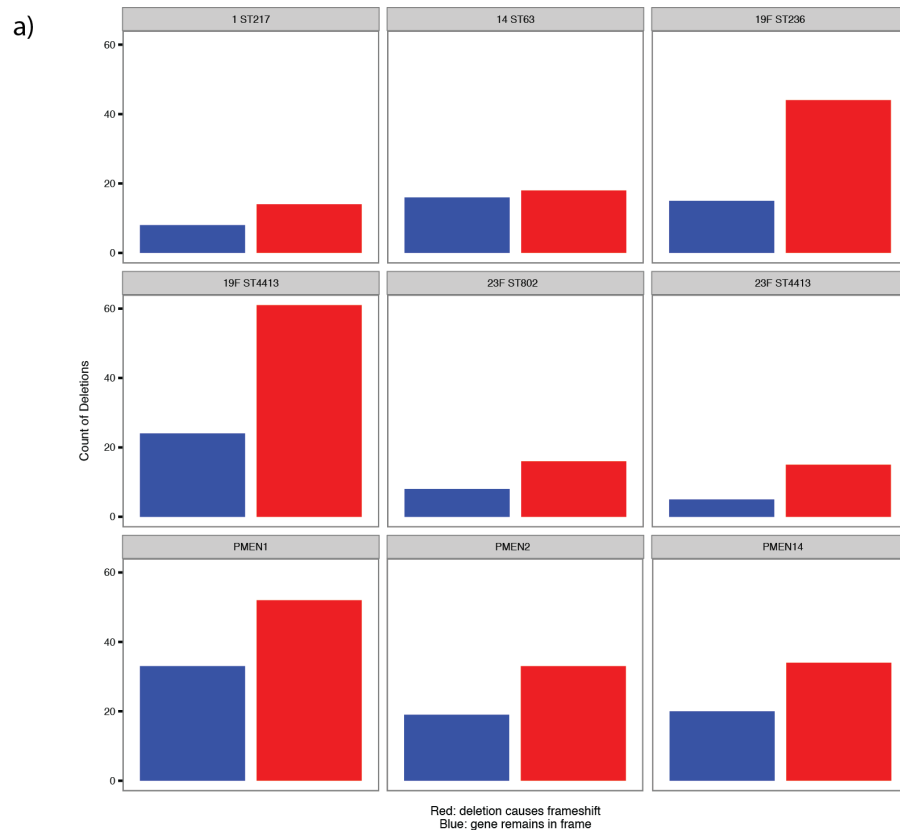 a)
1 ST217
14 ST63
19F ST236
60
40
20
0
19F ST4413
23F ST802
23F ST4413
60
40
20
0
Count of Deletions
PMEN1
PMEN2
PMEN14
60
40
20
0
Red: deletion causes frameshift
Blue: gene remains in frame